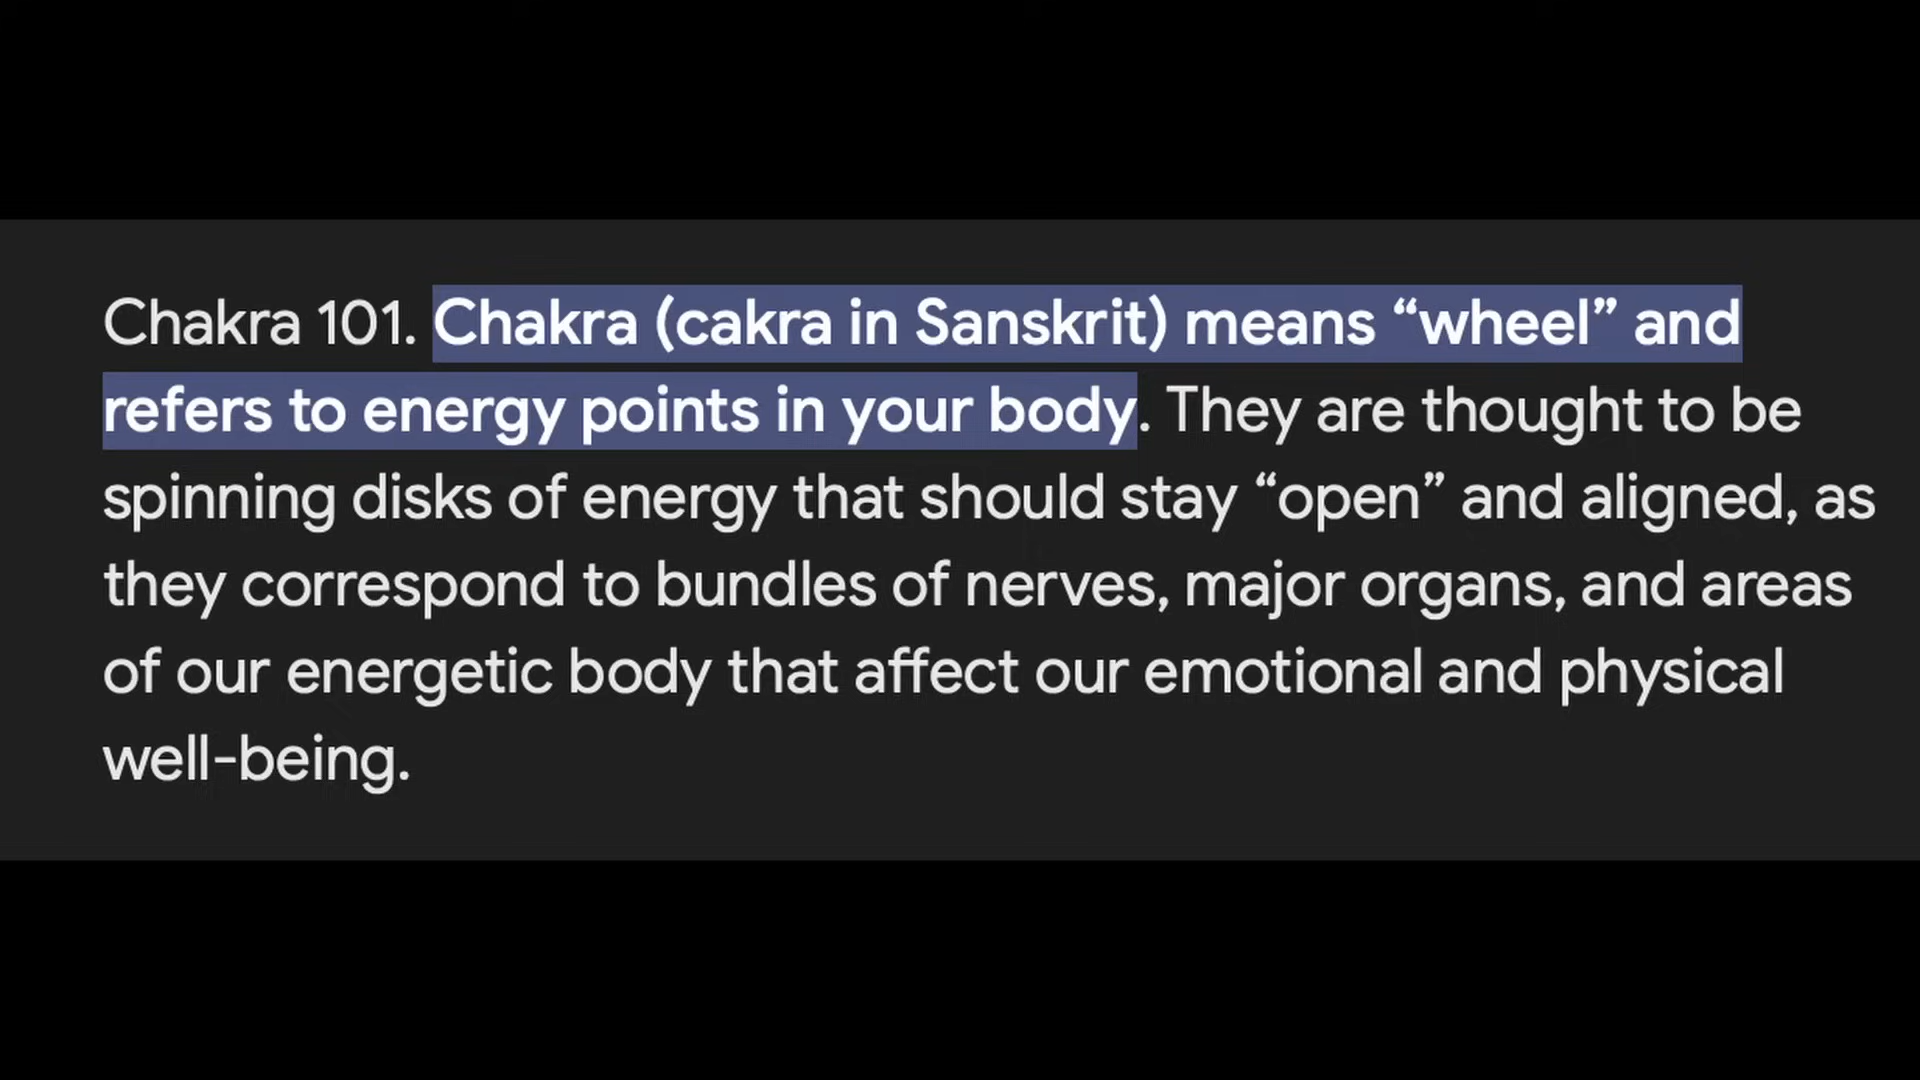 Chakra 101. Chakra (cakra in Sanskrit) means “wheel” and
refers to energy points in your body. They are thought to be
spinning disks of energy that should stay “open” and aligned, as
they correspond to bundles of nerves, major organs, and areas
of our energetic body that affect our emotional and physical
well-being.